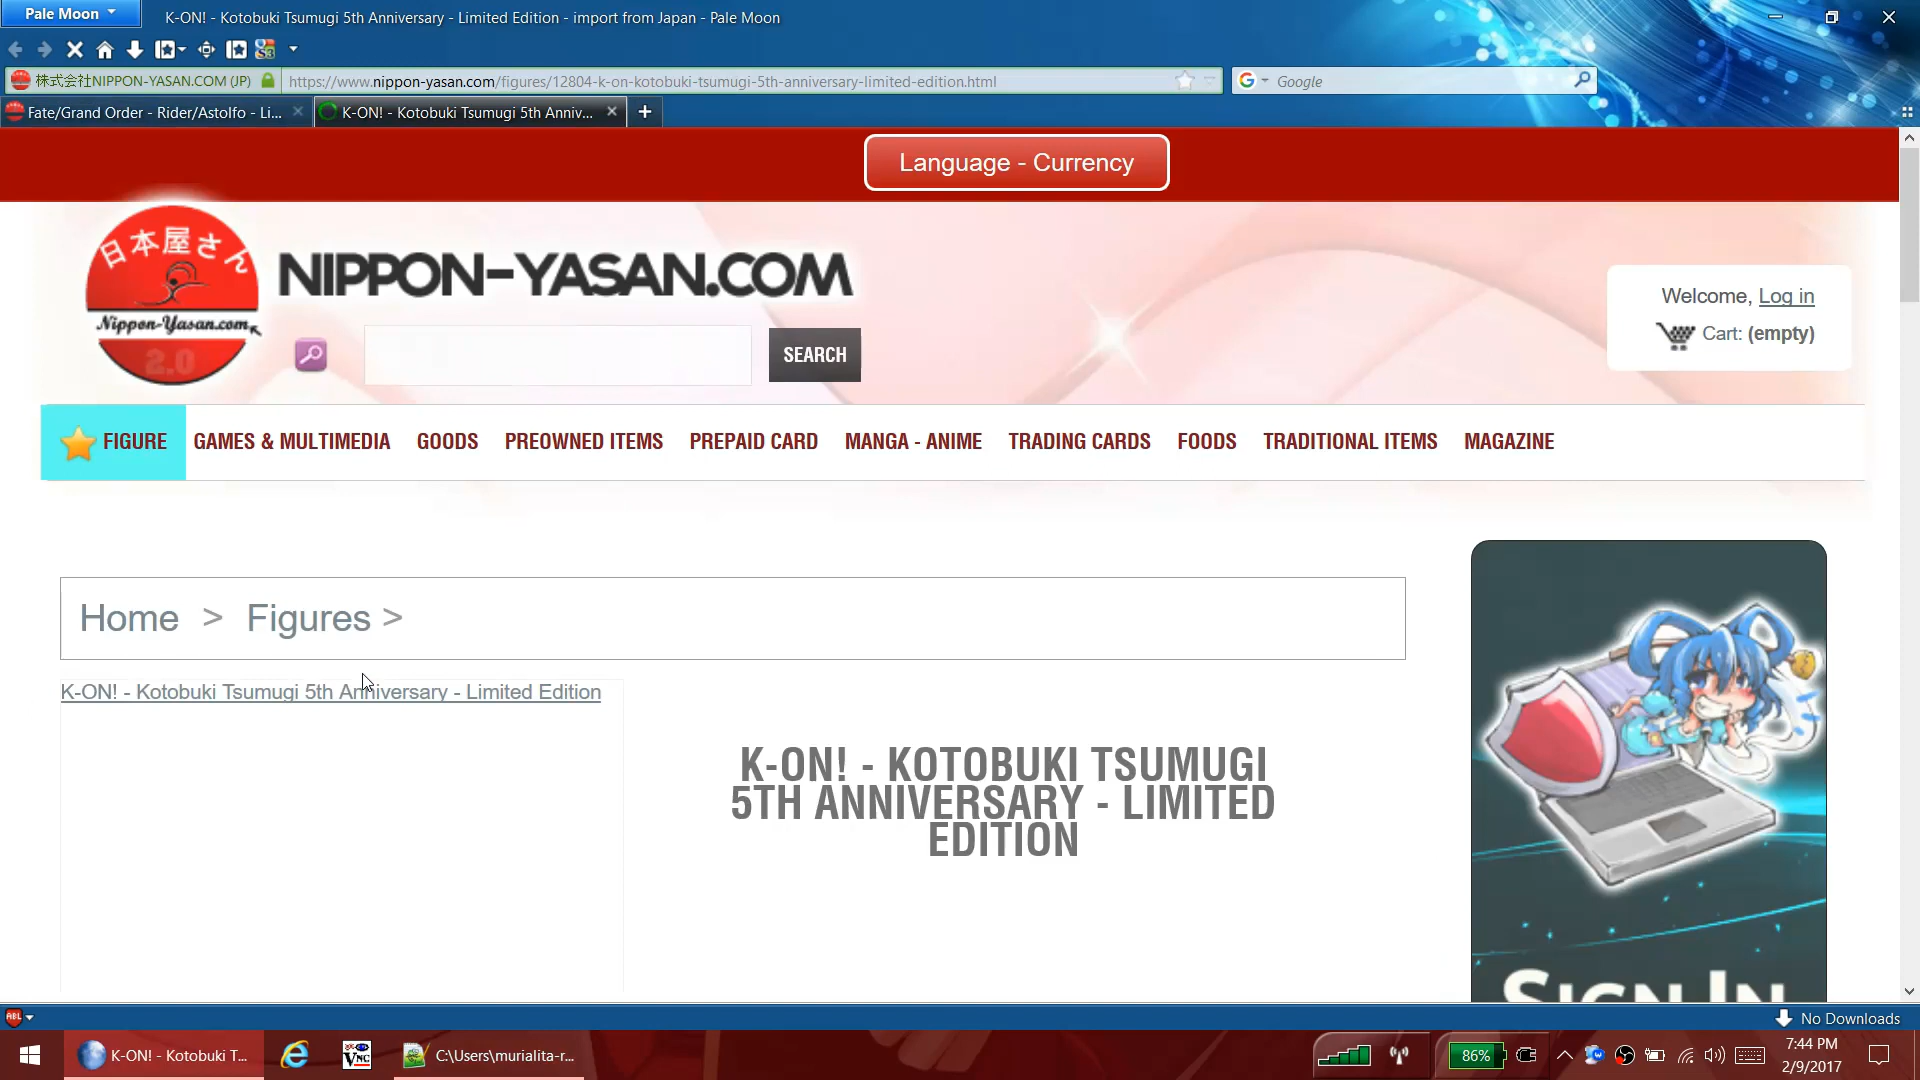 Pale Moon
K-ON! - Kotobuki Tsumugi 5th Anniversary - Limited Edition - import from Japan - Pale Moon
株式会社NIPPON-YASAN.COM (JP)
https://www.nippon-yasan.com/figures/12804-k-on-kotobuki-tsumugi-5th-anniversary-limited-edition.html
Google
Fate/Grand Order - Rider/Astolfo - Li...
K-ON! - Kotobuki Tsumugi 5th Anniv...
Language - Currency
日本屋さん
Nippon-Yasan.com
2.0
NIPPON-YASAN.COM
SEARCH
Welcome, Log in
Cart: (empty)
FIGURE GAMES & MULTIMEDIA GOODS PREOWNED ITEMS PREPAID CARD MANGA - ANIME TRADING CARDS FOODS TRADITIONAL ITEMS MAGAZINE
Home > Figures >
K-ON! - Kotobuki Tsumugi 5th Anniversary - Limited Edition
K-ON! - KOTOBUKI TSUMUGI
5TH ANNIVERSARY - LIMITED
EDITION
SIGN IN
ABL
No Downloads
K-ON! - Kotobuki T...
VNC
C:\Users\murialita-r...
86%
7:44 PM
2/9/2017